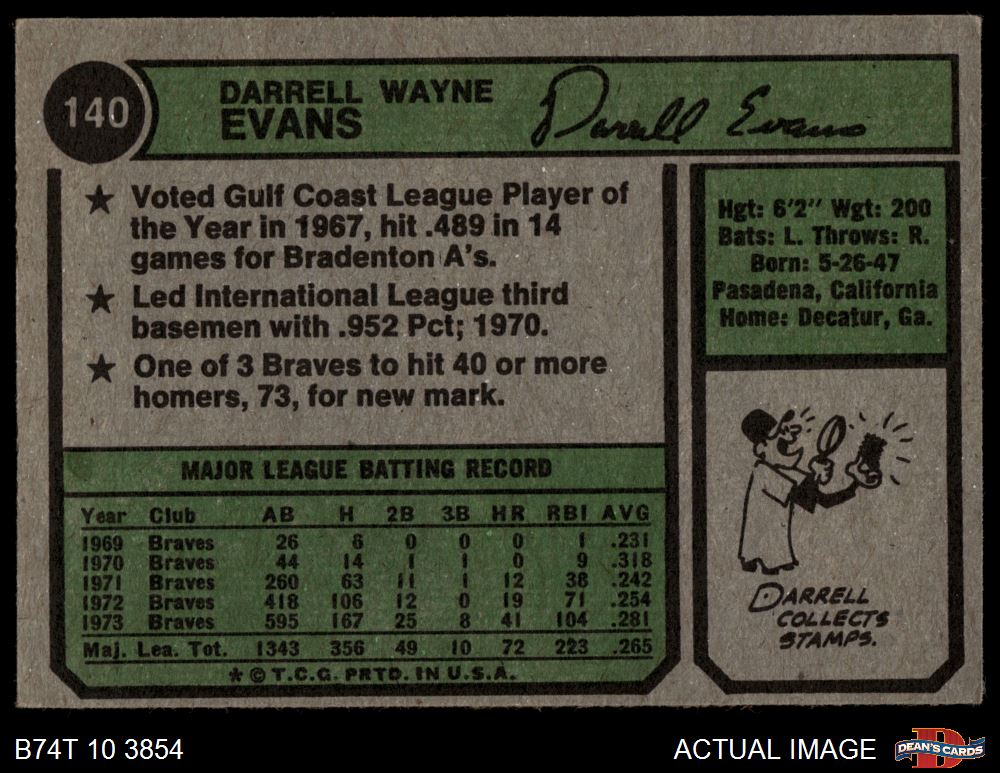 140
DARRELL WAYNE
EVANS
Darrell Evans
★ Voted Gulf Coast League Player of
the Year in 1967, hit .489 in 14
games for Bradenton A's.
★ Led International League third
basemen with .952 Pct; 1970.
★ One of 3 Braves to hit 40 or more
homers, 73, for new mark.
Hgt: 6'2" Wgt: 200
Bats: L. Throws: R.
Born: 5-26-47
Pasadena, California
Home: Decatur, Ga.
MAJOR LEAGUE BATTING RECORD
Year Club AB H 2B 3B HR RBI AVG
1969 Braves 26 6 0 0 0 1 .231
1970 Braves 44 14 1 1 0 9 .318
1971 Braves 260 63 11 1 12 38 .242
1972 Braves 418 106 12 0 19 71 .254
1973 Braves 595 167 25 8 41 104 .281
Maj. Lea. Tot. 1343 356 49 10 72 223 .265
* © T.C.G. PRTD. IN U.S.A.
DARRELL
COLLECTS
STAMPS.
B74T 10 3854
ACTUAL IMAGE
D
DEAN'S CARDS